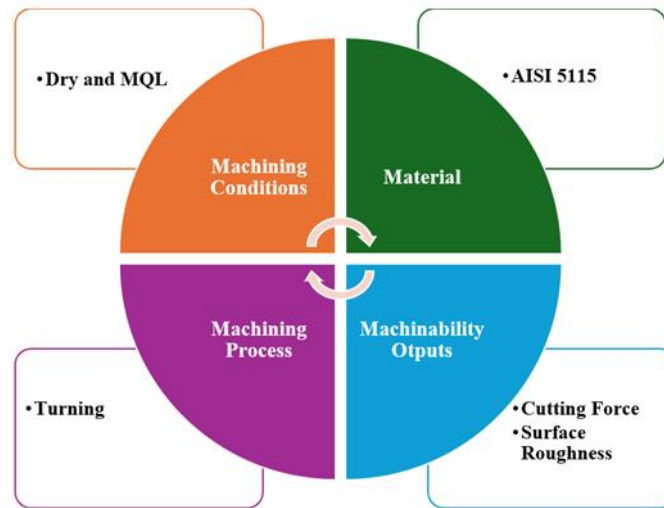 •Dry and MQL
•AISI 5115
Machining
Conditions
Material
Machining
Process
Machinability
Otputs
•Turning
•Cutting Force
•Surface
Roughness